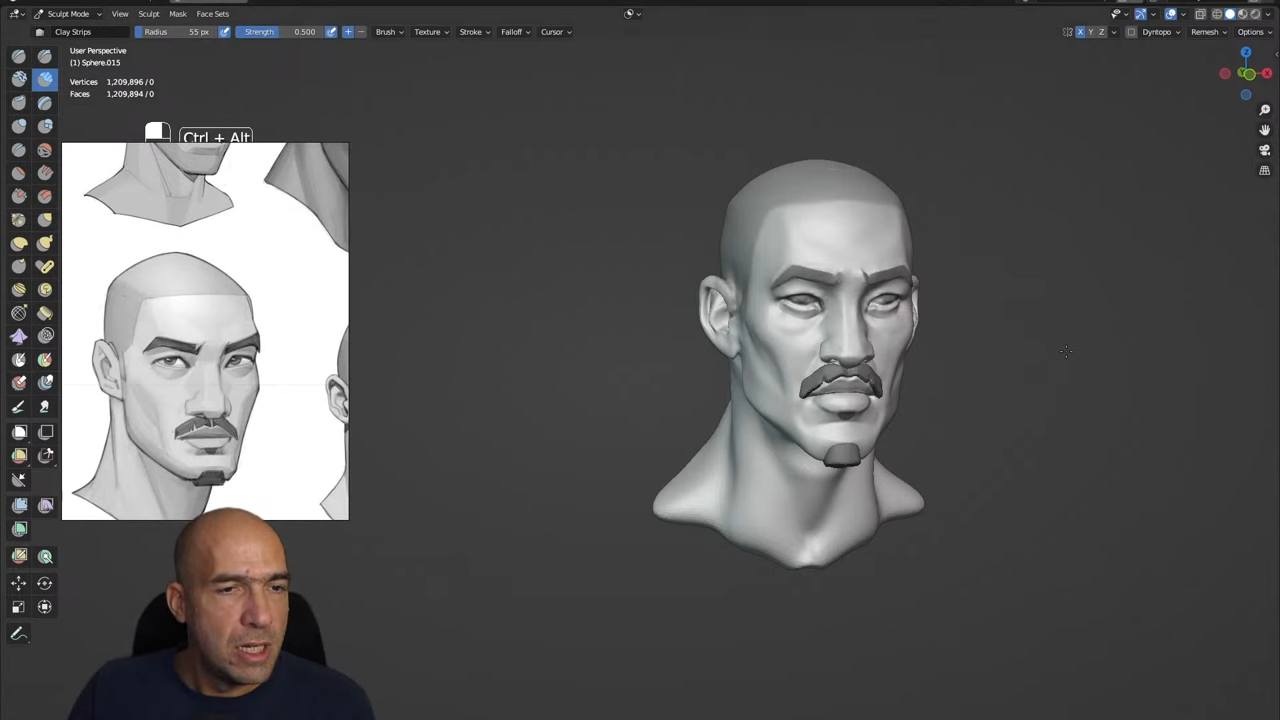 Sculpt Mode View Sculpt Mask Face Sets
Clay Strips Radius 55 px Strength 0.500 Brush Texture Stroke Falloff Cursor X Y Z Dyntopo Remesh Options
User Perspective
(1) Sphere.015
Vertices 1,209,896 / 0
Faces 1,209,894 / 0
Ctrl + Alt
Z
X
Y